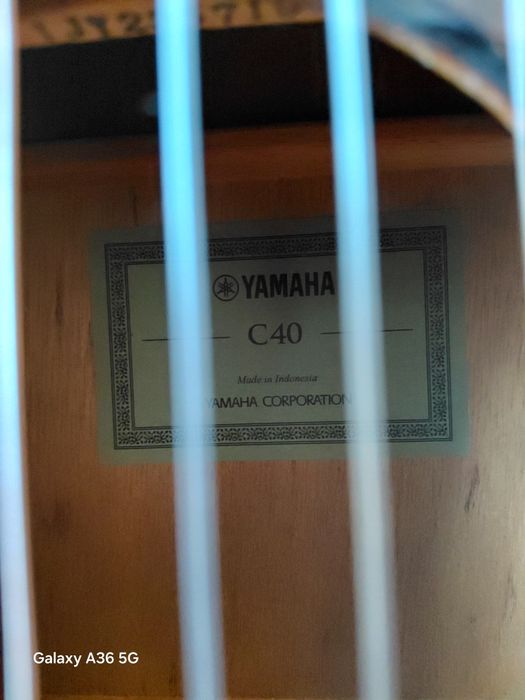 YAMAHA
C40
Made in Indonesia
YAMAHA CORPORATION
Galaxy A36 5G